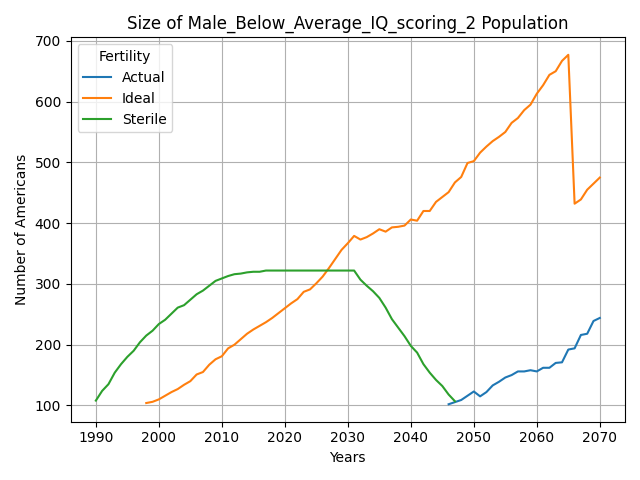 Size of Male_Below_Average_IQ_scoring_2 Population
Fertility
Actual
Ideal
Sterile
Number of Americans
700
600
500
400
300
200
100
1990 2000 2010 2020 2030 2040 2050 2060 2070
Years